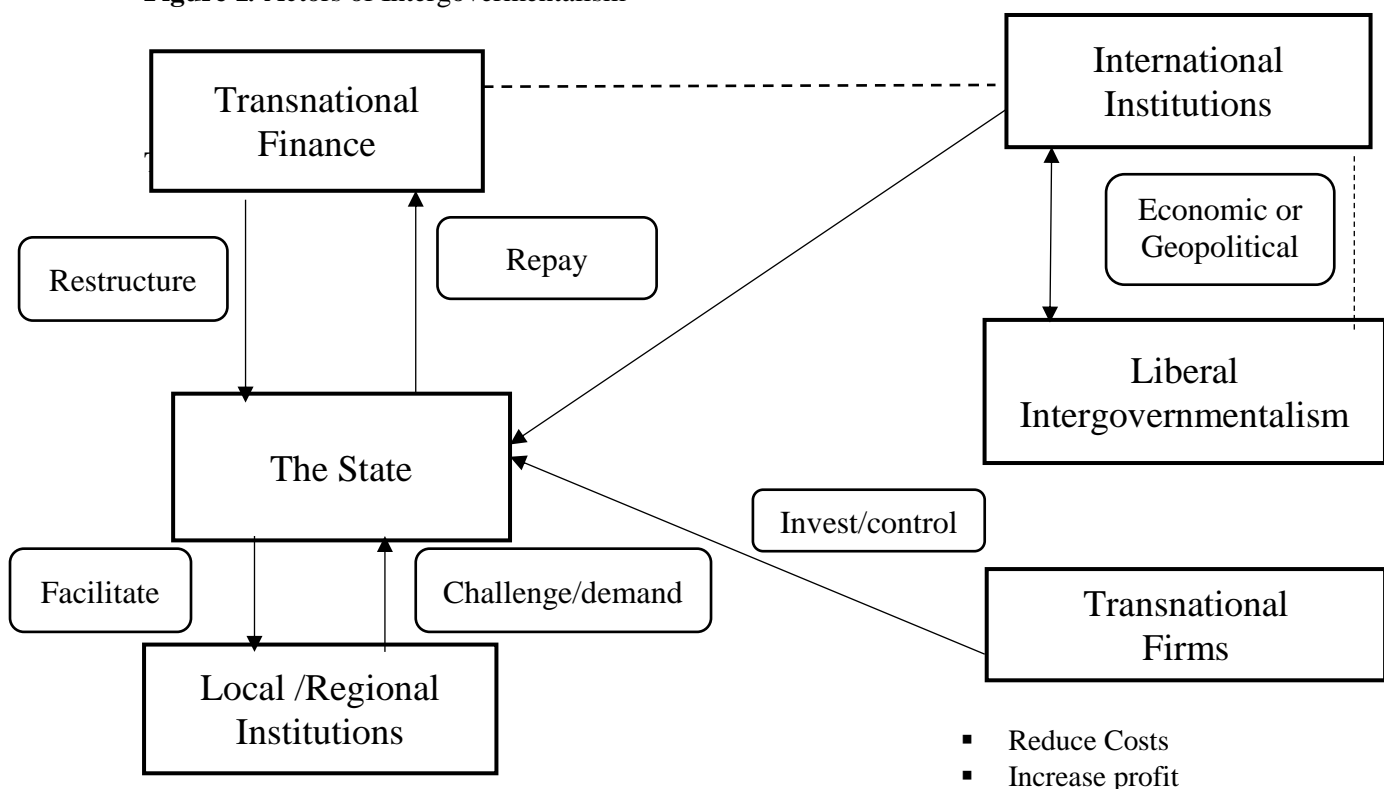 Transnational
Finance
International
Institutions
Economic or
Geopolitical
Restructure
Repay
Liberal
Intergovernmentalism
The State
Invest/control
Facilitate
Challenge/demand
Transnational
Firms
Local /Regional
Institutions
▪ Reduce Costs
▪ Increase profit